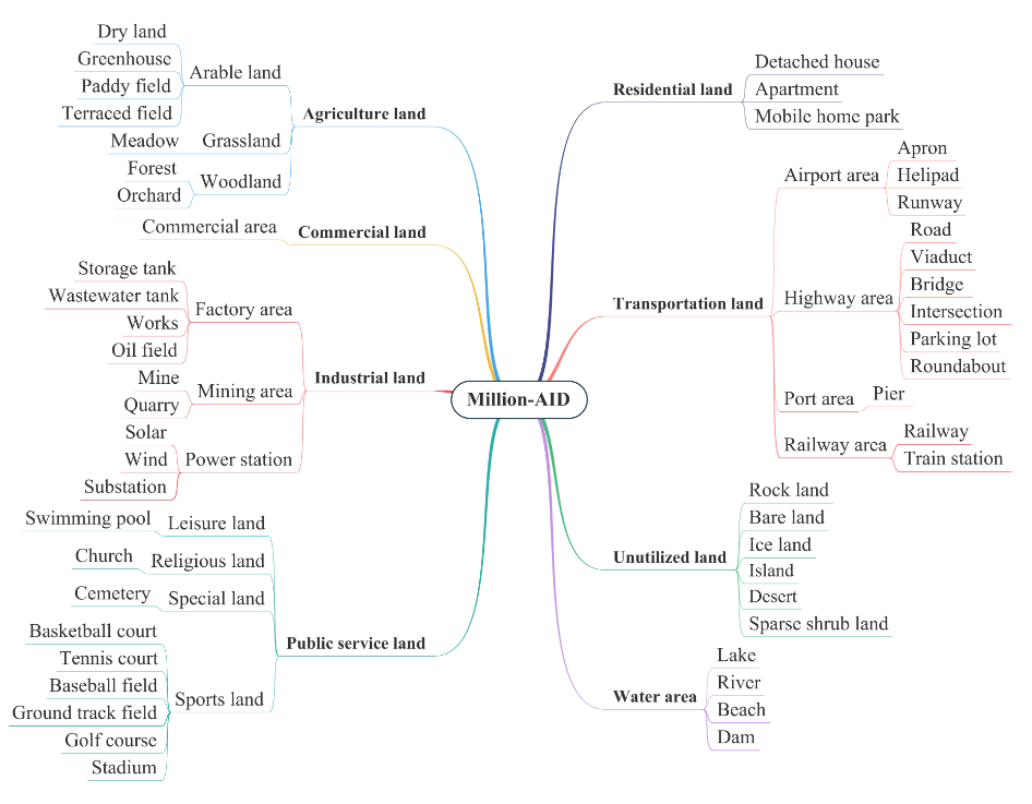 Million-AID
Agriculture land
Arable land
Dry land
Greenhouse
Paddy field
Terraced field
Grassland
Meadow
Woodland
Forest
Orchard
Commercial land
Commercial area
Industrial land
Factory area
Storage tank
Wastewater tank
Works
Oil field
Mining area
Mine
Quarry
Power station
Solar
Wind
Substation
Public service land
Leisure land
Swimming pool
Religious land
Church
Special land
Cemetery
Sports land
Basketball court
Tennis court
Baseball field
Ground track field
Golf course
Stadium
Residential land
Detached house
Apartment
Mobile home park
Transportation land
Airport area
Apron
Helipad
Runway
Highway area
Road
Viaduct
Bridge
Intersection
Parking lot
Roundabout
Port area
Pier
Railway area
Railway
Train station
Unutilized land
Rock land
Bare land
Ice land
Island
Desert
Sparse shrub land
Water area
Lake
River
Beach
Dam